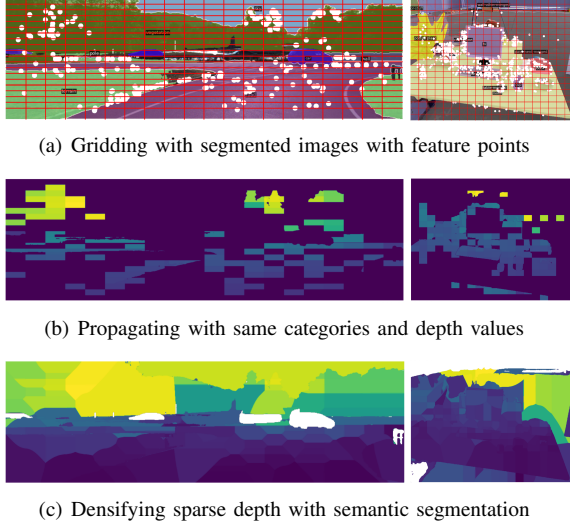 (a) Gridding with segmented images with feature points
(b) Propagating with same categories and depth values
(c) Densifying sparse depth with semantic segmentation